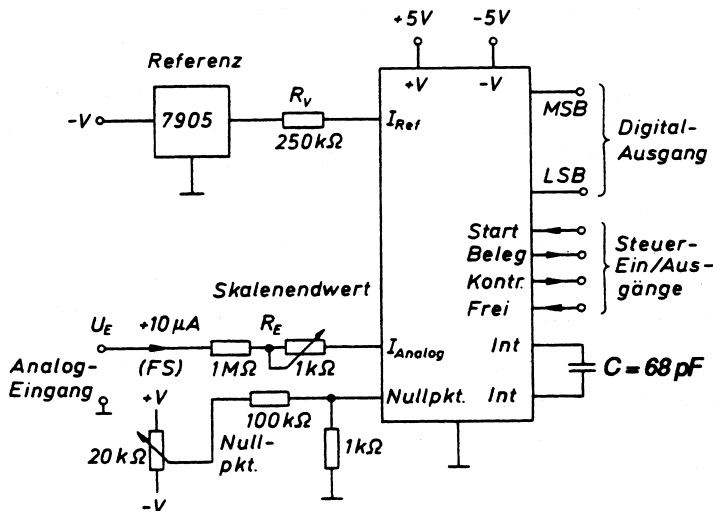 +5V
-5V
Referenz
+V
-V
-V
7905
R_V
250kΩ
I_Ref
MSB
LSB
Digital-
Ausgang
Start
Beleg
Kontr.
Frei
Steuer-
Ein/Aus-
gänge
Skalenendwert
U_E
+10μA
(FS)
R_E
1MΩ
1kΩ
I_Analog
Int
Int
C=68pF
Analog-
Eingang
Nullpkt.
+V
100kΩ
20kΩ
Null-
pkt.
1kΩ
-V